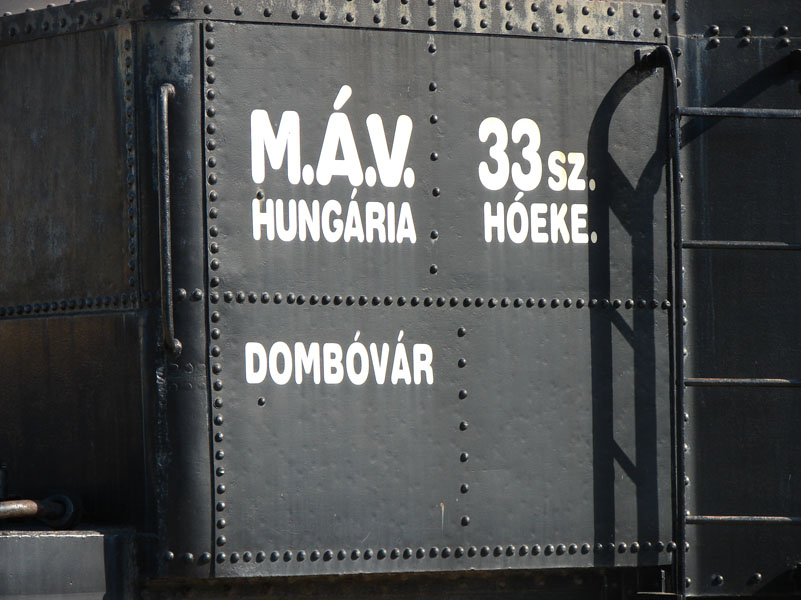 M.Á.V. 33 sz.
HUNGÁRIA HÓEKE.
DOMBÓVÁR